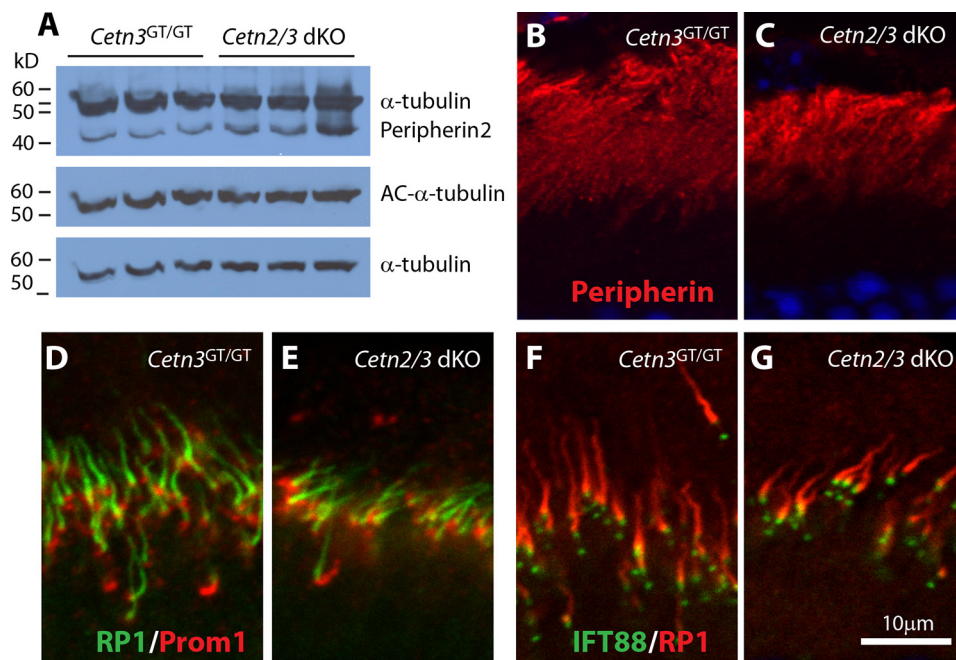 A
Cetn3GT/GT Cetn2/3 dKO
kD
60
50
40
α-tubulin
Peripherin2
60
50
AC-α-tubulin
60
50
α-tubulin
B Cetn3GT/GT
C Cetn2/3 dKO
Peripherin
D Cetn3GT/GT
E Cetn2/3 dKO
RP1/Prom1
F Cetn3GT/GT
G Cetn2/3 dKO
IFT88/RP1
10μm